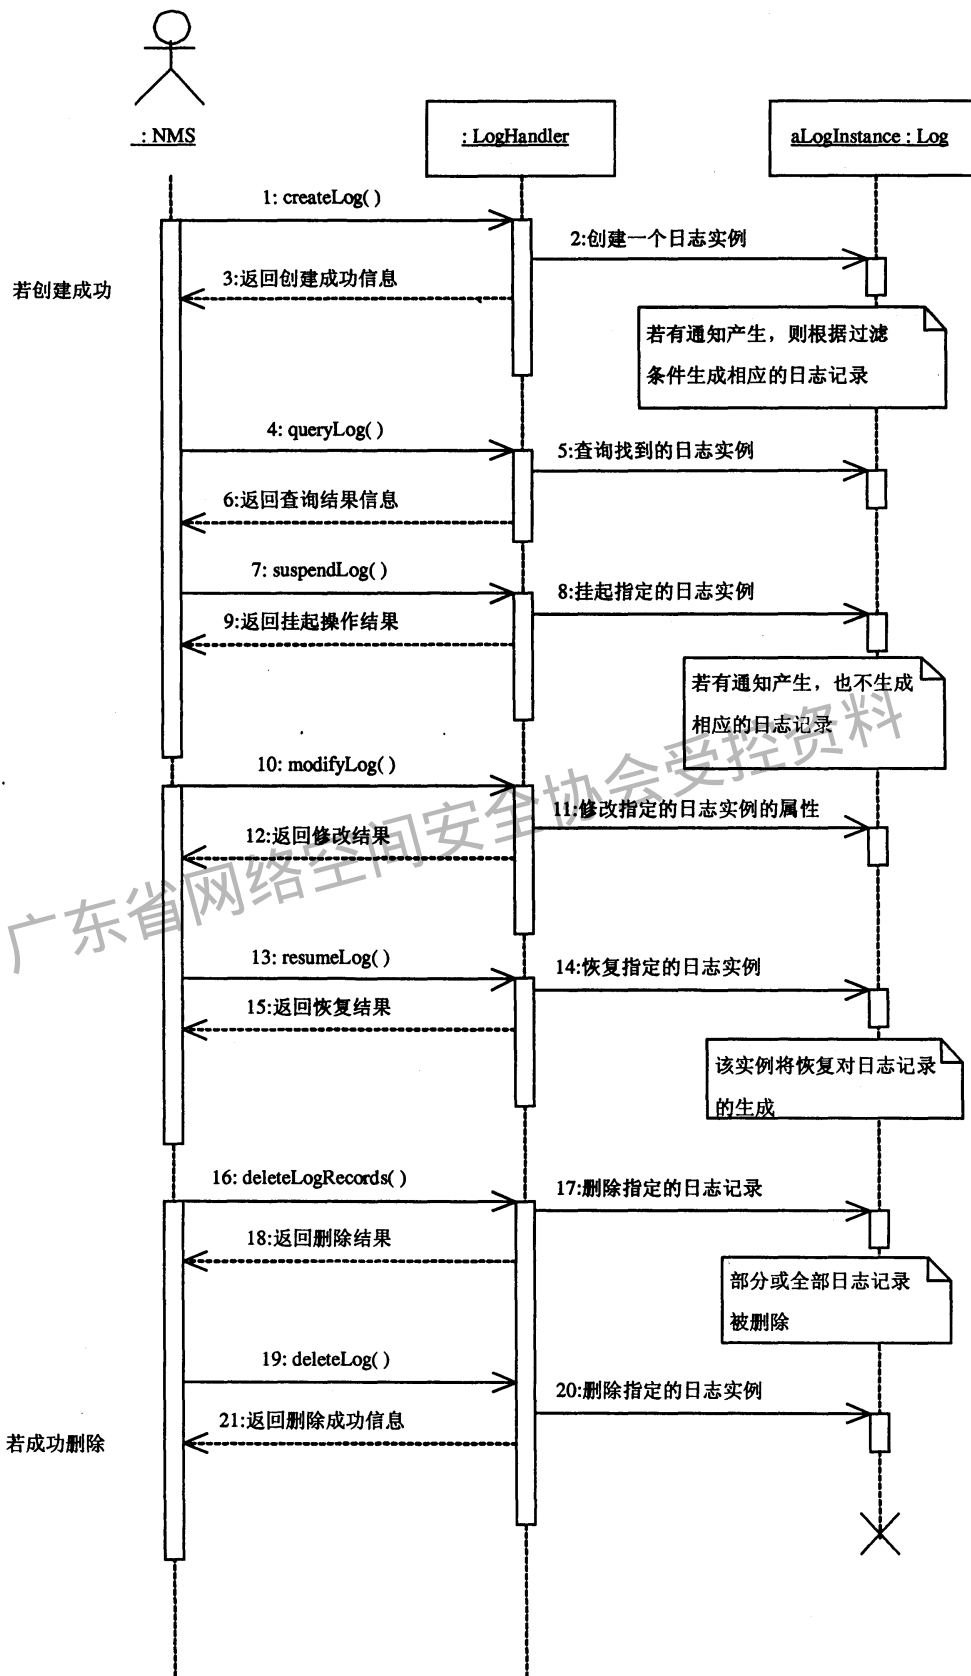 : NMS
: LogHandler
aLogInstance : Log
1: createLog( )
2:创建一个日志实例
3:返回创建成功信息
若创建成功
若有通知产生，则根据过滤
条件生成相应的日志记录
4: queryLog( )
5:查询找到的日志实例
6:返回查询结果信息
7: suspendLog( )
8:挂起指定的日志实例
9:返回挂起操作结果
若有通知产生，也不生成
相应的日志记录
10: modifyLog( )
11:修改指定的日志实例的属性
12:返回修改结果
广东省网络空间安全协会受控资料
13: resumeLog( )
14:恢复指定的日志实例
15:返回恢复结果
该实例将恢复对日志记录
的生成
16: deleteLogRecords( )
17:删除指定的日志记录
18:返回删除结果
部分或全部日志记录
被删除
19: deleteLog( )
20:删除指定的日志实例
21:返回删除成功信息
若成功删除